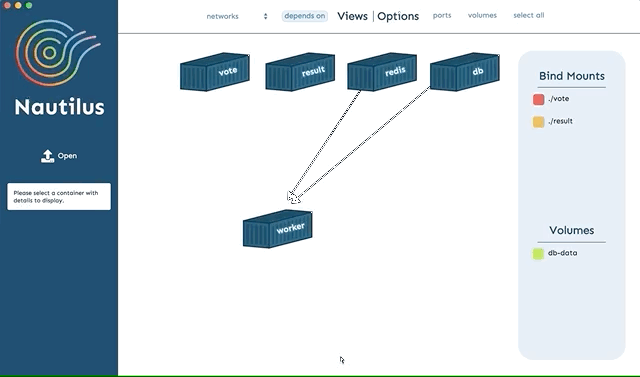 networks
depends on
Views | Options
ports
volumes
select all
Nautilus
Open
Please select a container with
details to display.
vote
result
redis
db
worker
Bind Mounts
./vote
./result
Volumes
db-data